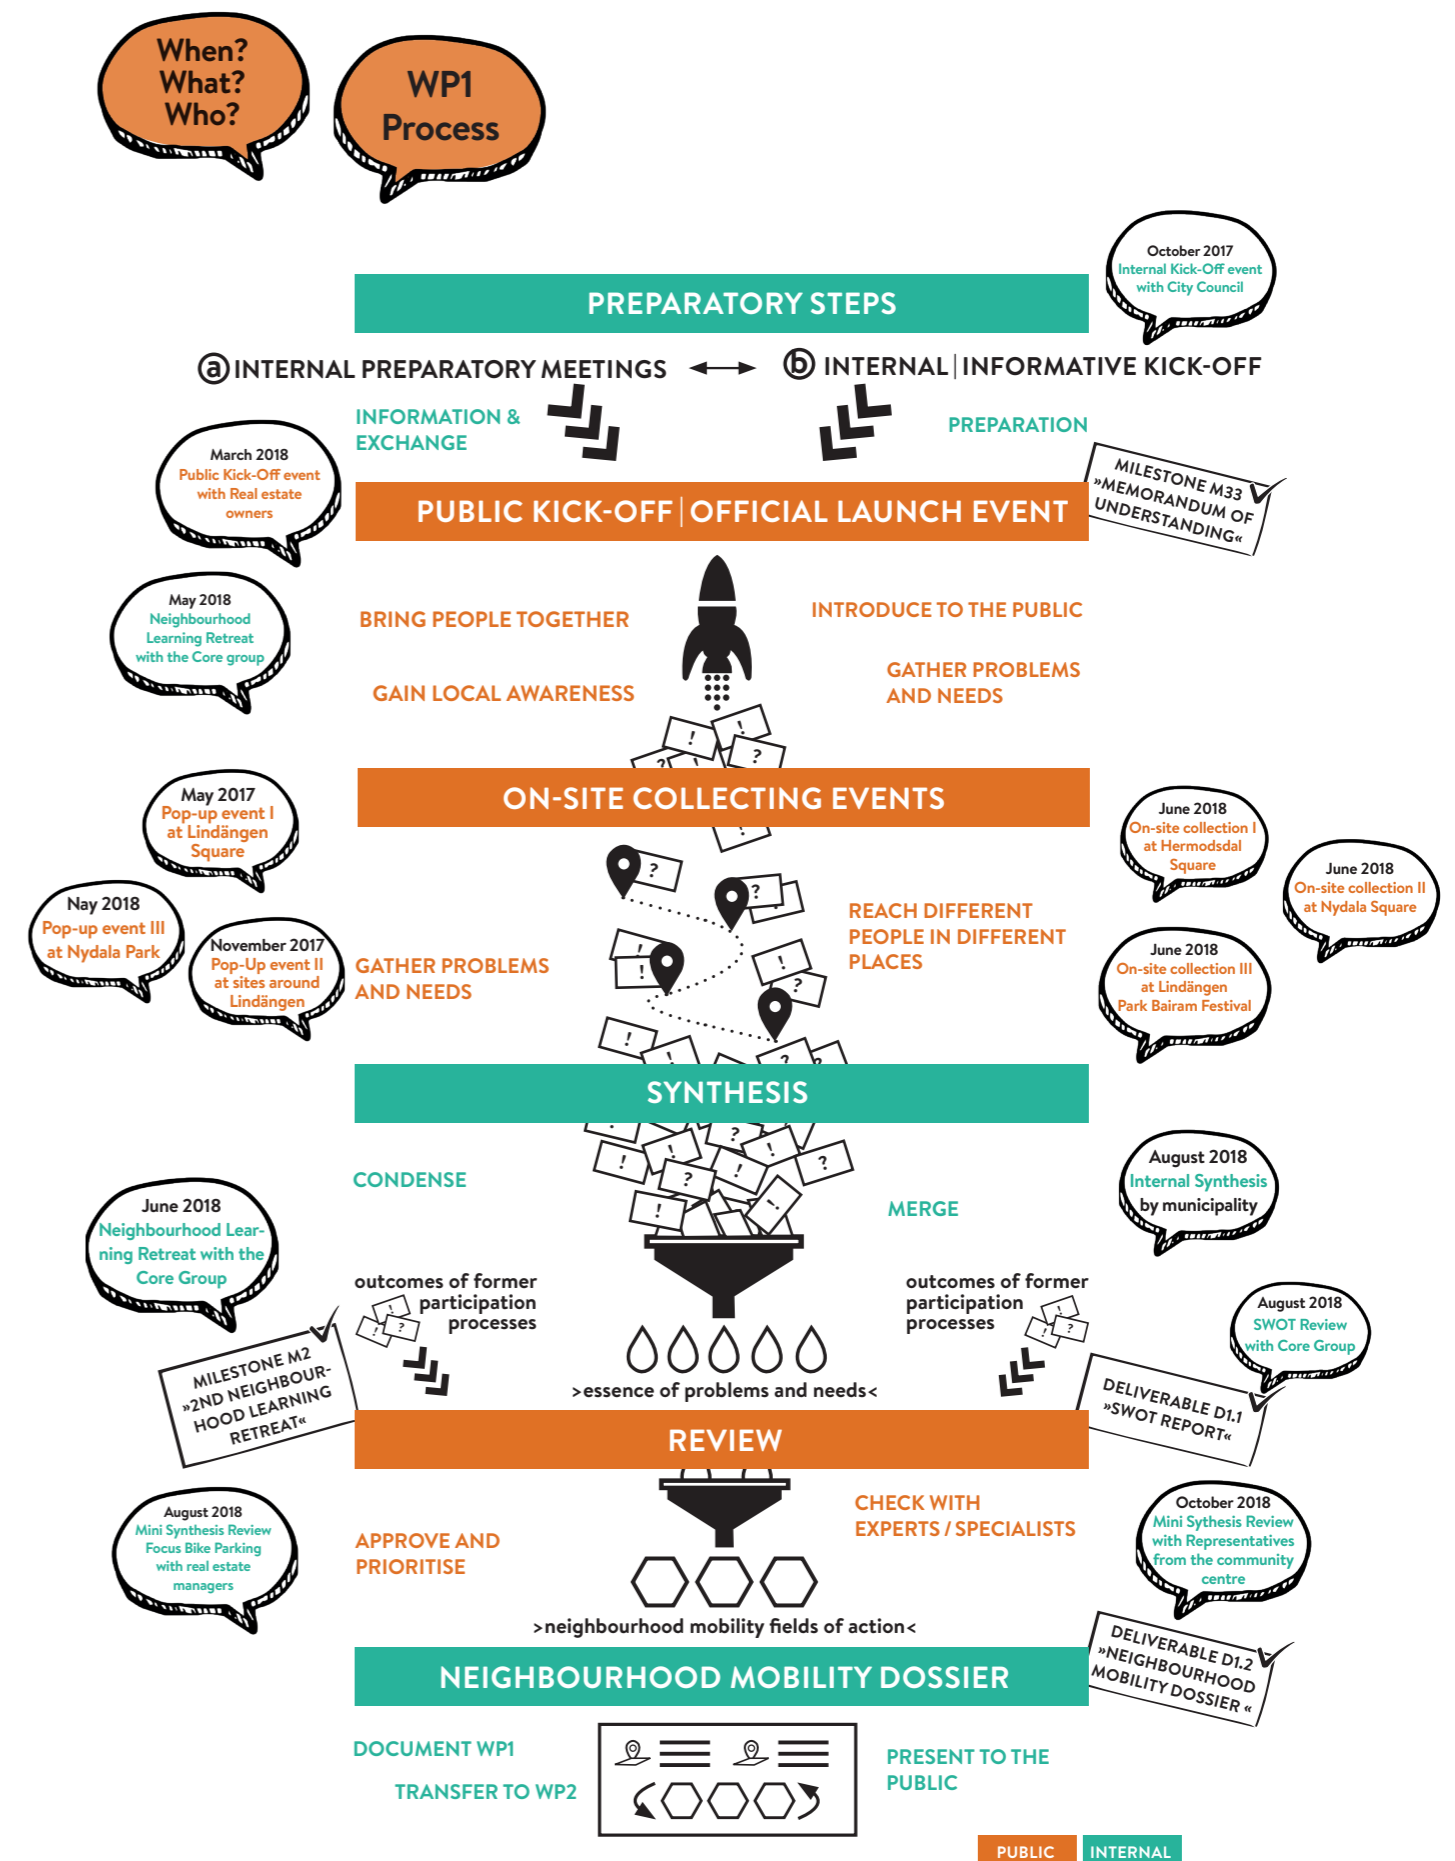 When?
What?
Who?
WP1
Process
October 2017
Internal Kick-Off event
with City Council
PREPARATORY STEPS
a INTERNAL PREPARATORY MEETINGS
b INTERNAL | INFORMATIVE KICK-OFF
INFORMATION &
EXCHANGE
PREPARATION
March 2018
Public Kick-Off event
with Real estate
owners
MILESTONE M33
»MEMORANDUM OF
UNDERSTANDING«
PUBLIC KICK-OFF | OFFICIAL LAUNCH EVENT
May 2018
Neighbourhood
Learning Retreat
with the Core group
BRING PEOPLE TOGETHER
INTRODUCE TO THE PUBLIC
GAIN LOCAL AWARENESS
GATHER PROBLEMS
AND NEEDS
ON-SITE COLLECTING EVENTS
May 2017
Pop-up event I
at Lindängen
Square
Nay 2018
Pop-up event III
at Nydala Park
November 2017
Pop-Up event II
at sites around
Lindängen
June 2018
On-site collection I
at Hermodsdal
Square
June 2018
On-site collection II
at Nydala Square
June 2018
On-site collection III
at Lindängen
Park Bairam Festival
REACH DIFFERENT
PEOPLE IN DIFFERENT
PLACES
GATHER PROBLEMS
AND NEEDS
SYNTHESIS
CONDENSE
MERGE
August 2018
Internal Synthesis
by municipality
June 2018
Neighbourhood Lear-
ning Retreat with the
Core Group
outcomes of former
participation
processes
outcomes of former
participation
processes
August 2018
SWOT Review
with Core Group
MILESTONE M2
»2ND NEIGHBOUR-
HOOD LEARNING
RETREAT«
>essence of problems and needs<
DELIVERABLE D1.1
»SWOT REPORT«
REVIEW
August 2018
Mini Synthesis Review
Focus Bike Parking
with real estate
managers
APPROVE AND
PRIORITISE
CHECK WITH
EXPERTS / SPECIALISTS
October 2018
Mini Sythesis Review
with Representatives
from the community
centre
>neighbourhood mobility fields of action<
DELIVERABLE D1.2
»NEIGHBOURHOOD
MOBILITY DOSSIER «
NEIGHBOURHOOD MOBILITY DOSSIER
DOCUMENT WP1
TRANSFER TO WP2
PRESENT TO THE
PUBLIC
PUBLIC
INTERNAL